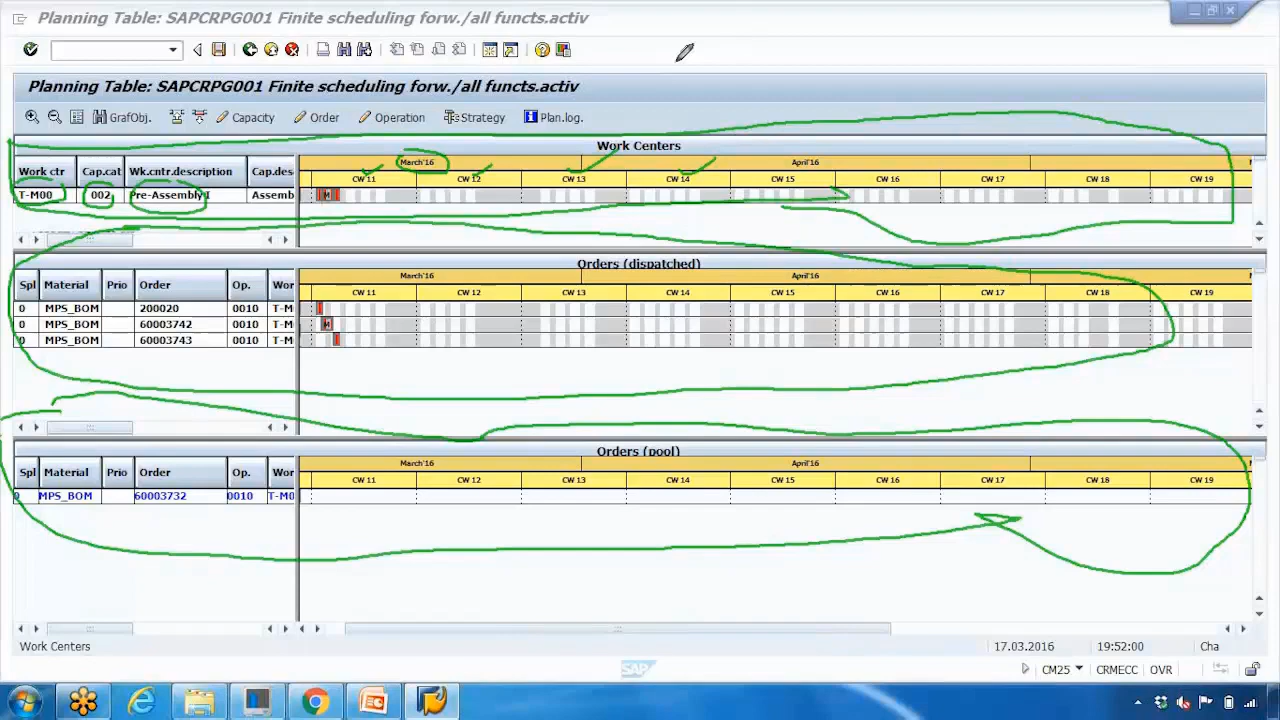 Planning Table: SAPCRPG001 Finite scheduling forw./all functs.activ
Planning Table: SAPCRPG001 Finite scheduling forw./all functs.activ
GrafObj. Capacity Order Operation Strategy Plan.log.
Work Centers
March'16 April'16
Work ctr Cap.cat Wk.cntr.description Cap.des CW 11 CW 12 CW 13 CW 14 CW 15 CW 16 CW 17 CW 18 CW 19
T-M00 002 Pre-Assembly I Assemb
Orders (dispatched)
March'16 April'16
Spl Material Prio Order Op. Wor CW 11 CW 12 CW 13 CW 14 CW 15 CW 16 CW 17 CW 18 CW 19
0 MPS_BOM 200020 0010 T-M
0 MPS_BOM 60003742 0010 T-M
0 MPS_BOM 60003743 0010 T-M
Orders (pool)
March'16 April'16
Spl Material Prio Order Op. Wor CW 11 CW 12 CW 13 CW 14 CW 15 CW 16 CW 17 CW 18 CW 19
0 MPS_BOM 60003732 0010 T-M0
Work Centers 17.03.2016 19:52:00 Cha
SAP CM25 CRMECC OVR